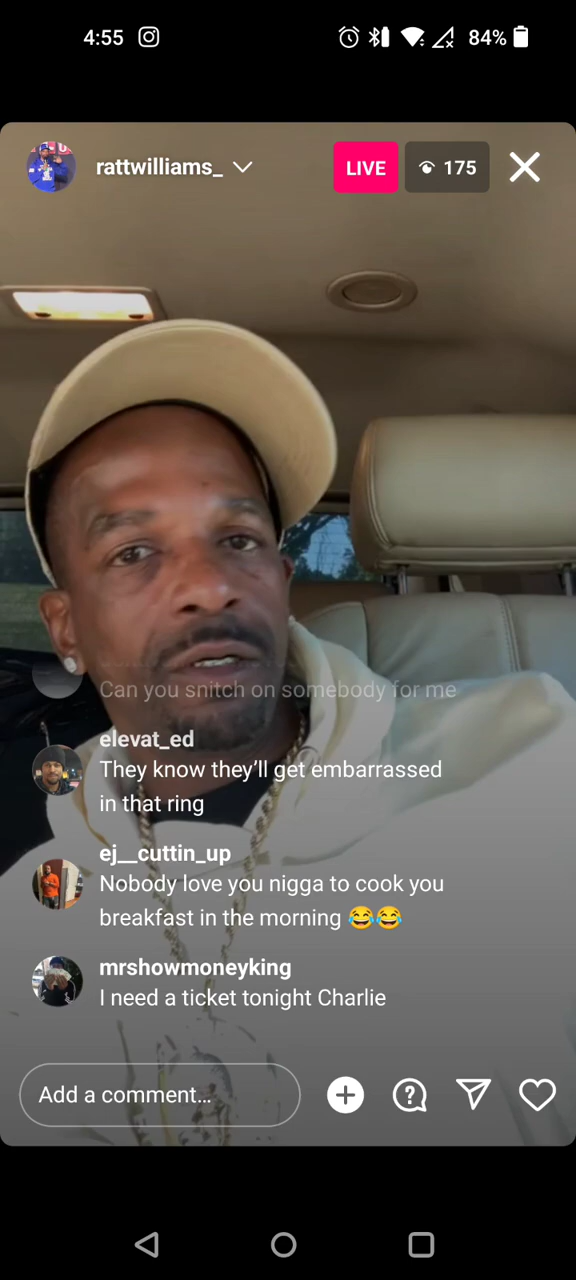 4:55
84%
rattwilliams_
LIVE
175
Can you snitch on somebody for me
elevat_ed
They know they’ll get embarrassed
in that ring
ej__cuttin_up
Nobody love you nigga to cook you
breakfast in the morning 😂😂
mrshowmoneyking
I need a ticket tonight Charlie
Add a comment…